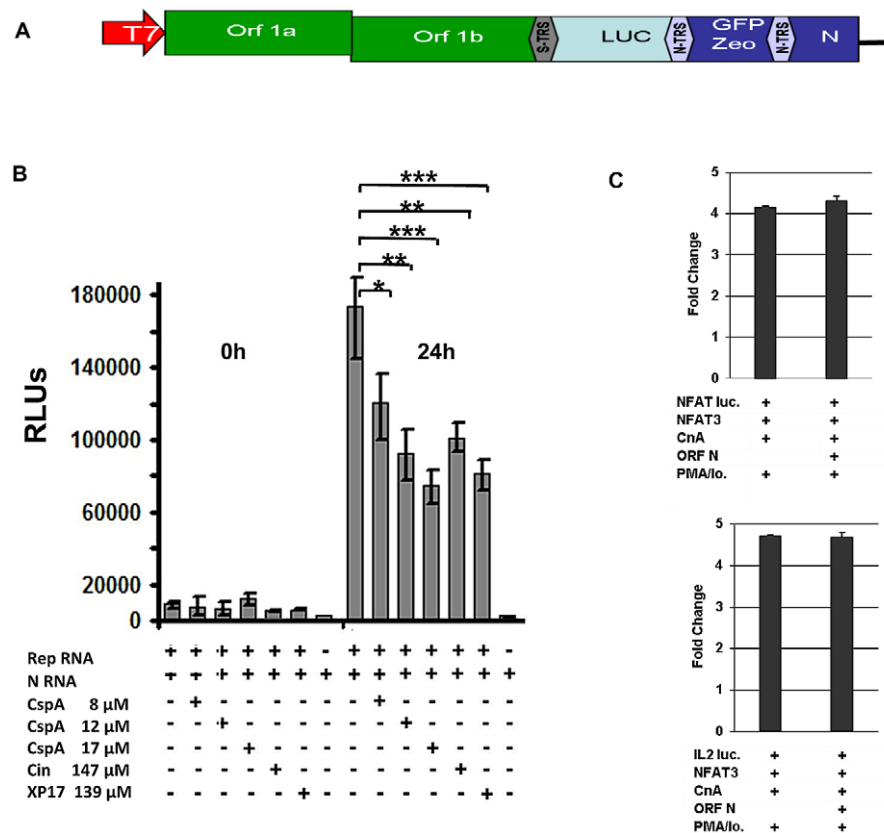 A
T7 Orf 1a Orf 1b S-TRS LUC N-TRS GFP Zeo N-TRS N
B
***
**
***
**
*
RLUs
180000
140000
100000
60000
20000
0
0h
24h
Rep RNA + + + + + + - + + + + + + -
N RNA + + + + + + + + + + + + + +
CspA 8 µM - + - - - - - - + - - - - -
CspA 12 µM - - + - - - - - - + - - - -
CspA 17 µM - - - + - - - - - - + - - -
Cin 147 µM - - - - + - - - - - - + - -
XP17 139 µM - - - - - + - - - - - - + -
C
Fold Change
5
4
3
2
1
0
NFAT luc. + +
NFAT3 + +
CnA + +
ORF N +
PMA/Io. + +
Fold Change
5
4
3
2
1
0
IL2 luc. + +
NFAT3 + +
CnA + +
ORF N +
PMA/Io. + +